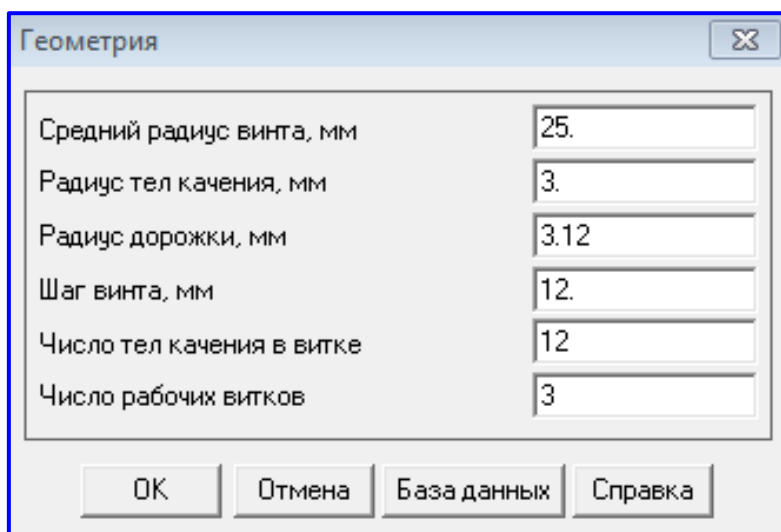 Геометрия
Средний радиус винта, мм 25.
Радиус тел качения, мм 3.
Радиус дорожки, мм 3.12
Шаг винта, мм 12.
Число тел качения в витке 12
Число рабочих витков 3
OK Отмена База данных Справка